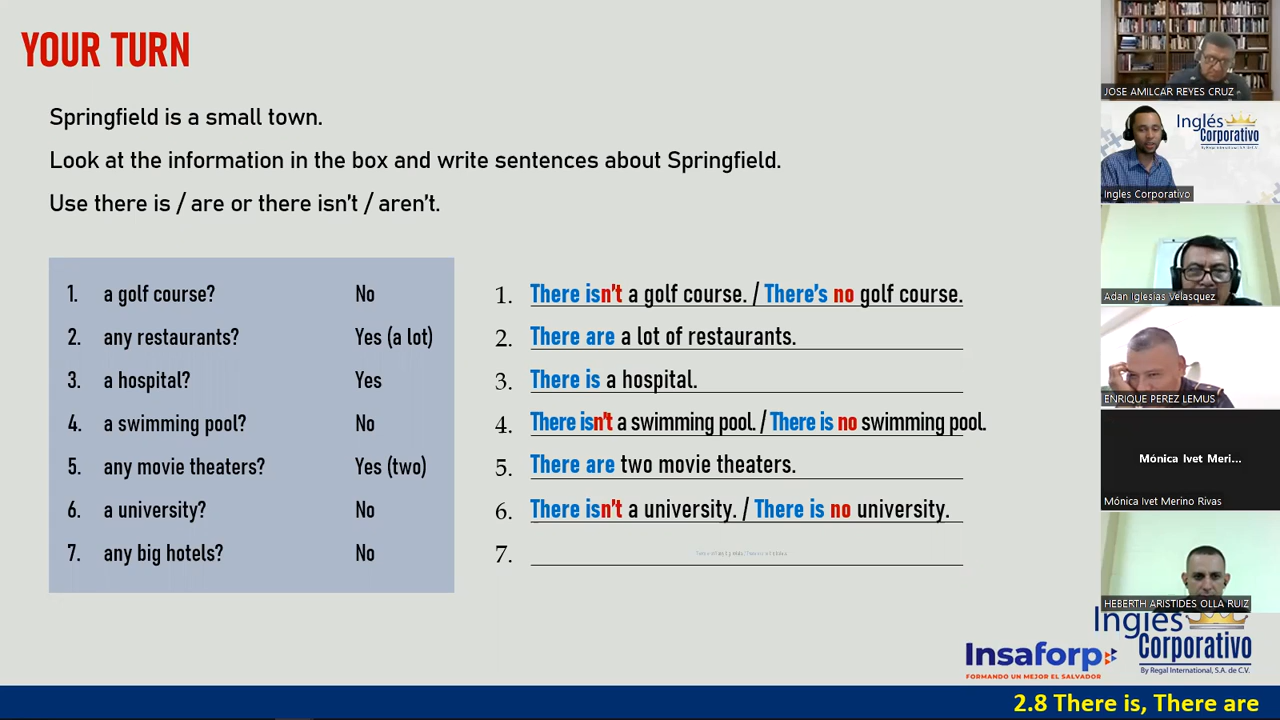 YOUR TURN
Springfield is a small town.
Look at the information in the box and write sentences about Springfield.
Use there is / are or there isn't / aren't.
1. a golf course? No
2. any restaurants? Yes (a lot)
3. a hospital? Yes
4. a swimming pool? No
5. any movie theaters? Yes (two)
6. a university? No
7. any big hotels? No
1. There isn't a golf course. / There's no golf course.
2. There are a lot of restaurants.
3. There is a hospital.
4. There isn't a swimming pool. / There is no swimming pool.
5. There are two movie theaters.
6. There isn't a university. / There is no university.
7.
JOSE AMILCAR REYES CRUZ
Inglés
Corporativo
By Regal International, S.A. de C.V.
Ingles Corporativo
Adan Iglesias Velasquez
ENRIQUE PEREZ LEMUS
Mónica Ivet Meri...
Mónica Ivet Merino Rivas
HEBERTH ARISTIDES OLLA RUIZ
Inglés
Corporativo
By Regal International, S.A. de C.V.
Insaforp
FORMANDO UN MEJOR EL SALVADOR
2.8 There is, There are